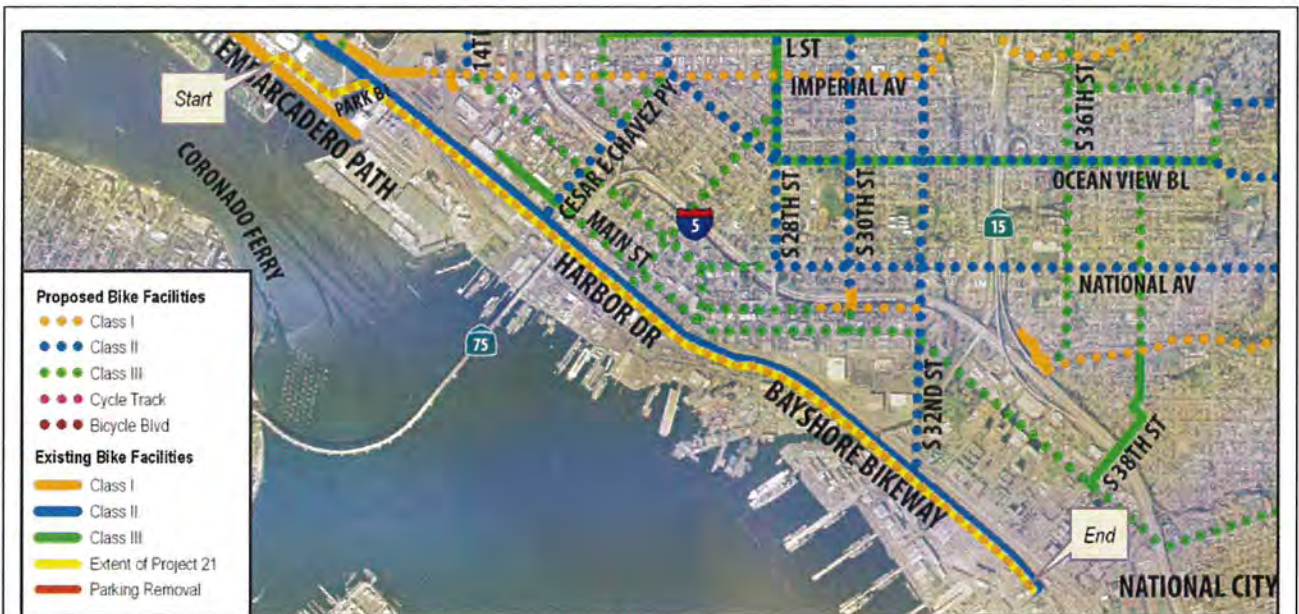 EMBARCADERO PATH
Start
PARK B
14TH
L ST
IMPERIAL AV
S 36TH ST
CESAR E CHAVEZ PY
CORONADO FERRY
MAIN ST
5
S 28TH ST
S 30TH ST
OCEAN VIEW BL
15
HARBOR DR
NATIONAL AV
75
BAYSHORE BIKEWAY
S 32ND ST
S 38TH ST
End
NATIONAL CITY
Proposed Bike Facilities
Class I
Class II
Class III
Cycle Track
Bicycle Blvd
Existing Bike Facilities
Class I
Class II
Class III
Extent of Project 21
Parking Removal